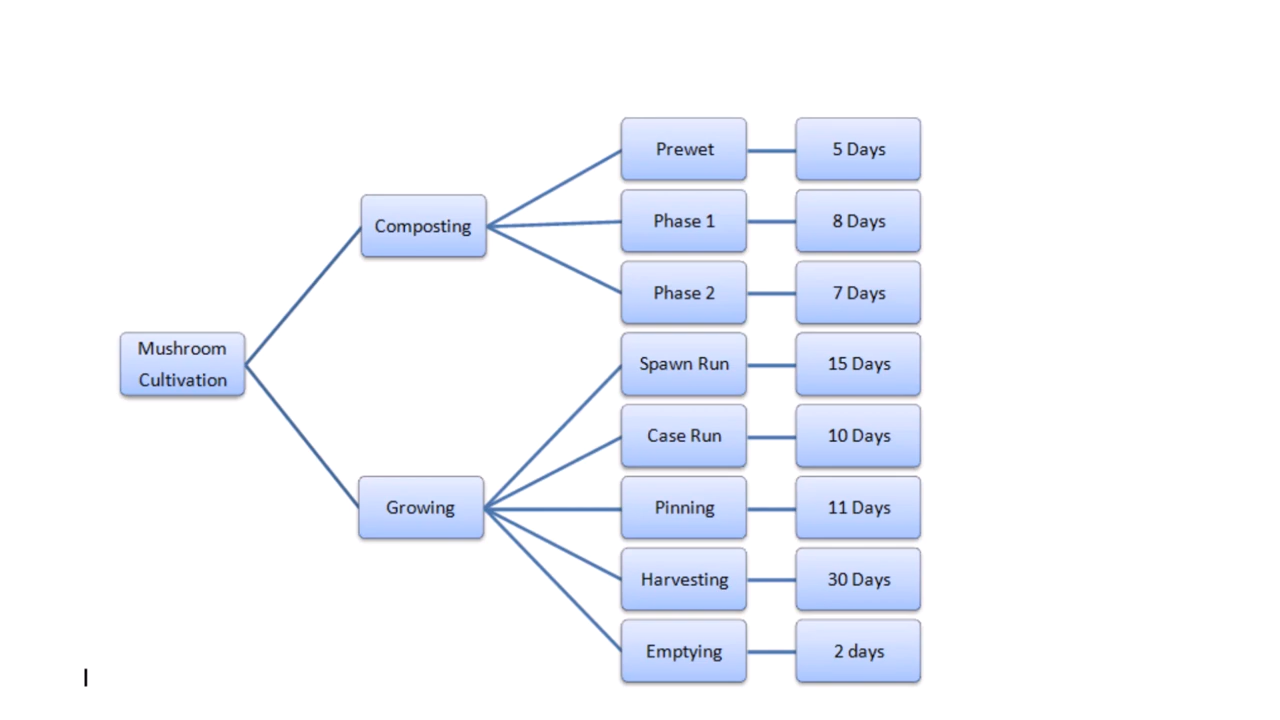 Mushroom
Cultivation
Composting
Prewet
5 Days
Phase 1
8 Days
Phase 2
7 Days
Growing
Spawn Run
15 Days
Case Run
10 Days
Pinning
11 Days
Harvesting
30 Days
Emptying
2 days